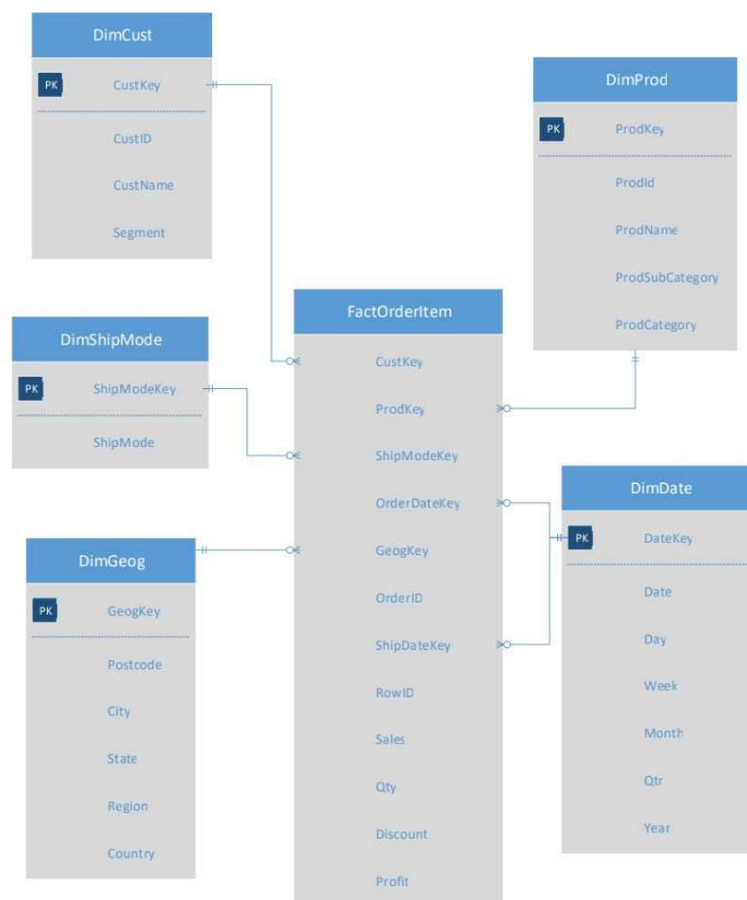 DimCust
PK CustKey
CustID
CustName
Segment
DimProd
PK ProdKey
ProdId
ProdName
ProdSubCategory
ProdCategory
DimShipMode
PK ShipModeKey
ShipMode
FactOrderItem
CustKey
ProdKey
ShipModeKey
OrderDateKey
GeogKey
OrderID
ShipDateKey
RowID
Sales
Qty
Discount
Profit
DimGeog
PK GeogKey
Postcode
City
State
Region
Country
DimDate
PK DateKey
Date
Day
Week
Month
Qtr
Year